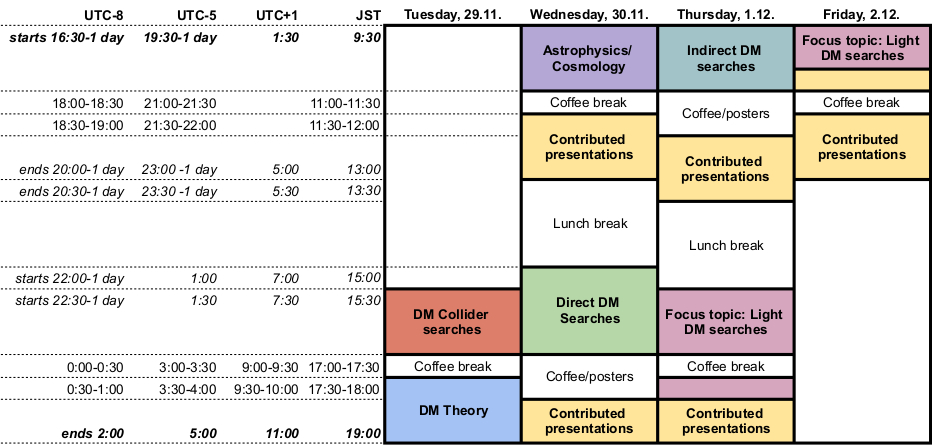 UTC-8 UTC-5 UTC+1 JST Tuesday, 29.11. Wednesday, 30.11. Thursday, 1.12. Friday, 2.12.
starts 16:30-1 day 19:30-1 day 1:30 9:30
Astrophysics/
Cosmology
Indirect DM
searches
Focus topic: Light
DM searches
18:00-18:30 21:00-21:30 11:00-11:30
Coffee break
Coffee/posters
Coffee break
18:30-19:00 21:30-22:00 11:30-12:00
Contributed
presentations
Contributed
presentations
Contributed
presentations
ends 20:00-1 day 23:00 -1 day 5:00 13:00
ends 20:30-1 day 23:30 -1 day 5:30 13:30
Lunch break
Lunch break
starts 22:00-1 day 1:00 7:00 15:00
starts 22:30-1 day 1:30 7:30 15:30
DM Collider
searches
Direct DM
Searches
Focus topic: Light
DM searches
0:00-0:30 3:00-3:30 9:00-9:30 17:00-17:30
Coffee break
Coffee/posters
Coffee break
0:30-1:00 3:30-4:00 9:30-10:00 17:30-18:00
DM Theory
Contributed
presentations
Contributed
presentations
ends 2:00 5:00 11:00 19:00